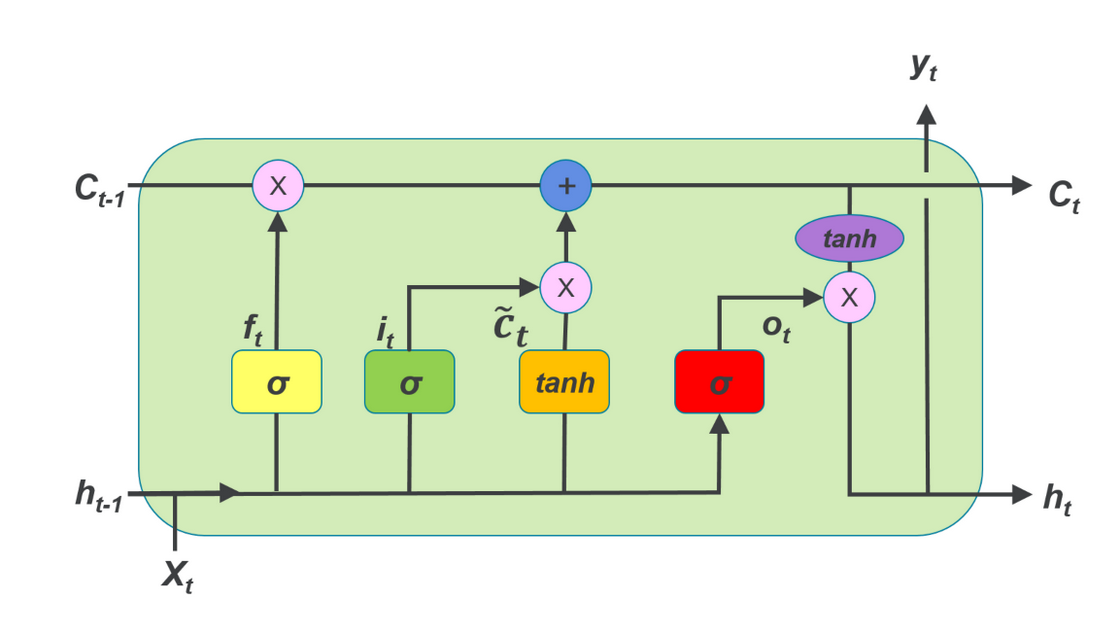 yₜ
Cₜ₋₁
X
+
Cₜ
tanh
X
X
fₜ
iₜ
c̃ₜ
oₜ
σ
σ
tanh
σ
hₜ₋₁
hₜ
Xₜ